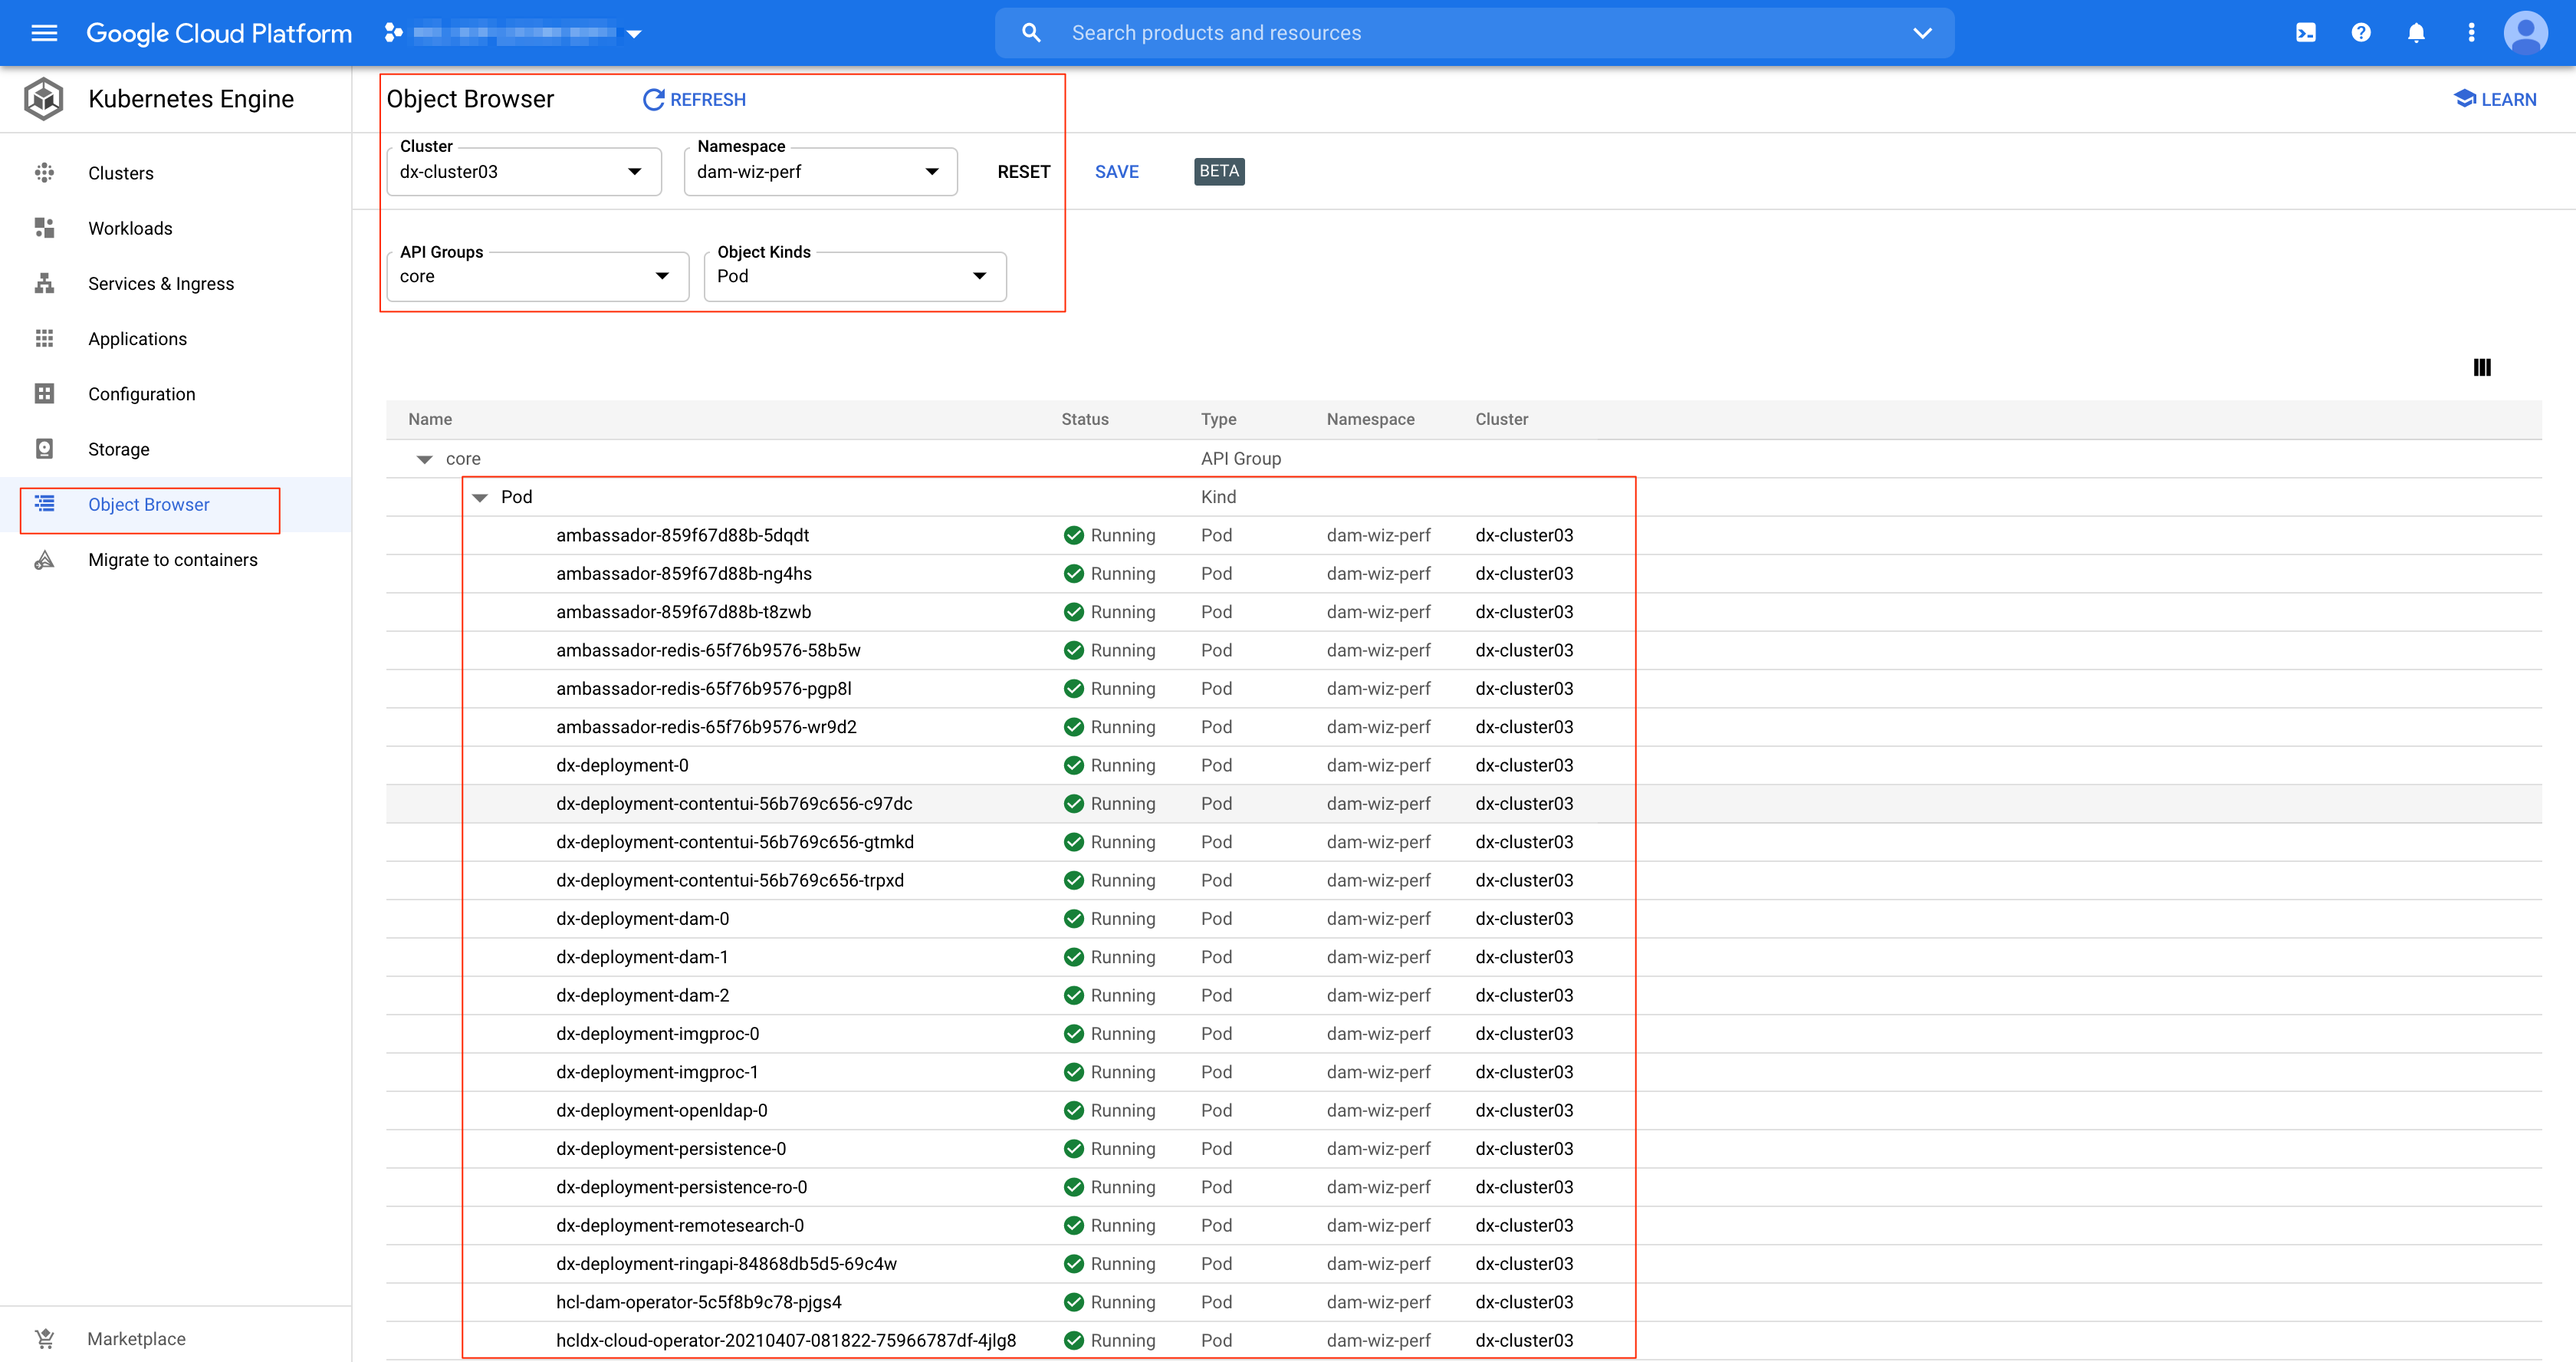 Google Cloud Platform
Search products and resources
Kubernetes Engine
Object Browser REFRESH LEARN
Cluster Namespace
dx-cluster03 dam-wiz-perf RESET SAVE BETA
API Groups Object Kinds
core Pod
Clusters
Workloads
Services & Ingress
Applications
Configuration
Storage
Object Browser
Migrate to containers
Marketplace
Name Status Type Namespace Cluster
core API Group
Pod Kind
ambassador-859f67d88b-5dqdt Running Pod dam-wiz-perf dx-cluster03
ambassador-859f67d88b-ng4hs Running Pod dam-wiz-perf dx-cluster03
ambassador-859f67d88b-t8zwb Running Pod dam-wiz-perf dx-cluster03
ambassador-redis-65f76b9576-58b5w Running Pod dam-wiz-perf dx-cluster03
ambassador-redis-65f76b9576-pgp8l Running Pod dam-wiz-perf dx-cluster03
ambassador-redis-65f76b9576-wr9d2 Running Pod dam-wiz-perf dx-cluster03
dx-deployment-0 Running Pod dam-wiz-perf dx-cluster03
dx-deployment-contentui-56b769c656-c97dc Running Pod dam-wiz-perf dx-cluster03
dx-deployment-contentui-56b769c656-gtmkd Running Pod dam-wiz-perf dx-cluster03
dx-deployment-contentui-56b769c656-trpxd Running Pod dam-wiz-perf dx-cluster03
dx-deployment-dam-0 Running Pod dam-wiz-perf dx-cluster03
dx-deployment-dam-1 Running Pod dam-wiz-perf dx-cluster03
dx-deployment-dam-2 Running Pod dam-wiz-perf dx-cluster03
dx-deployment-imgproc-0 Running Pod dam-wiz-perf dx-cluster03
dx-deployment-imgproc-1 Running Pod dam-wiz-perf dx-cluster03
dx-deployment-openldap-0 Running Pod dam-wiz-perf dx-cluster03
dx-deployment-persistence-0 Running Pod dam-wiz-perf dx-cluster03
dx-deployment-persistence-ro-0 Running Pod dam-wiz-perf dx-cluster03
dx-deployment-remotesearch-0 Running Pod dam-wiz-perf dx-cluster03
dx-deployment-ringapi-84868db5d5-69c4w Running Pod dam-wiz-perf dx-cluster03
hcl-dam-operator-5c5f8b9c78-pjgs4 Running Pod dam-wiz-perf dx-cluster03
hcldx-cloud-operator-20210407-081822-75966787df-4jlg8 Running Pod dam-wiz-perf dx-cluster03